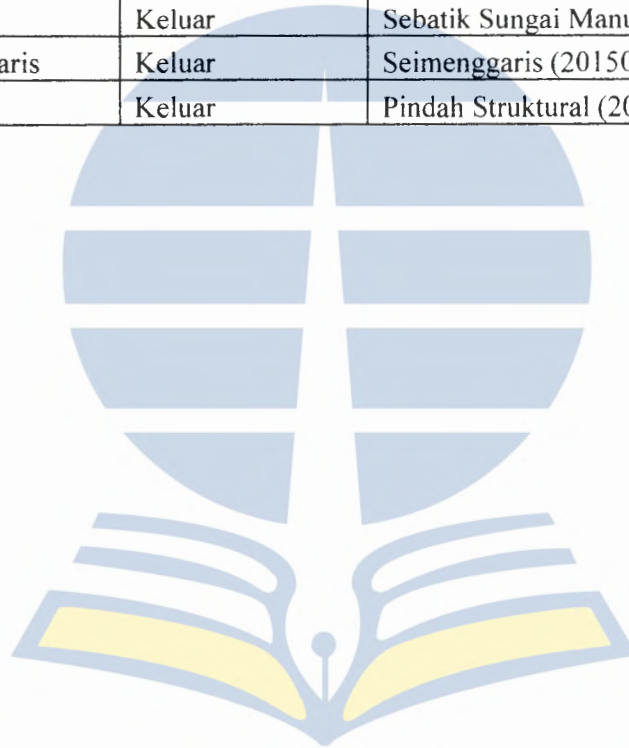 Keluar Sebatik Sungai Manu
aris Keluar Seimenggaris (20150
Keluar Pindah Struktural (20